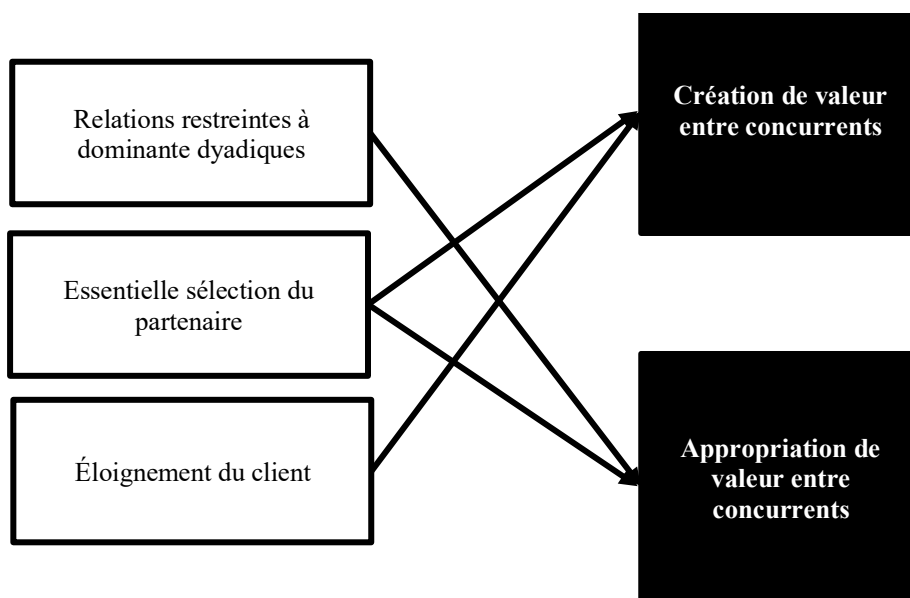 Relations restreintes à
dominante dyadiques
Essentielle sélection du
partenaire
Éloignement du client
Création de valeur
entre concurrents
Appropriation de
valeur entre
concurrents